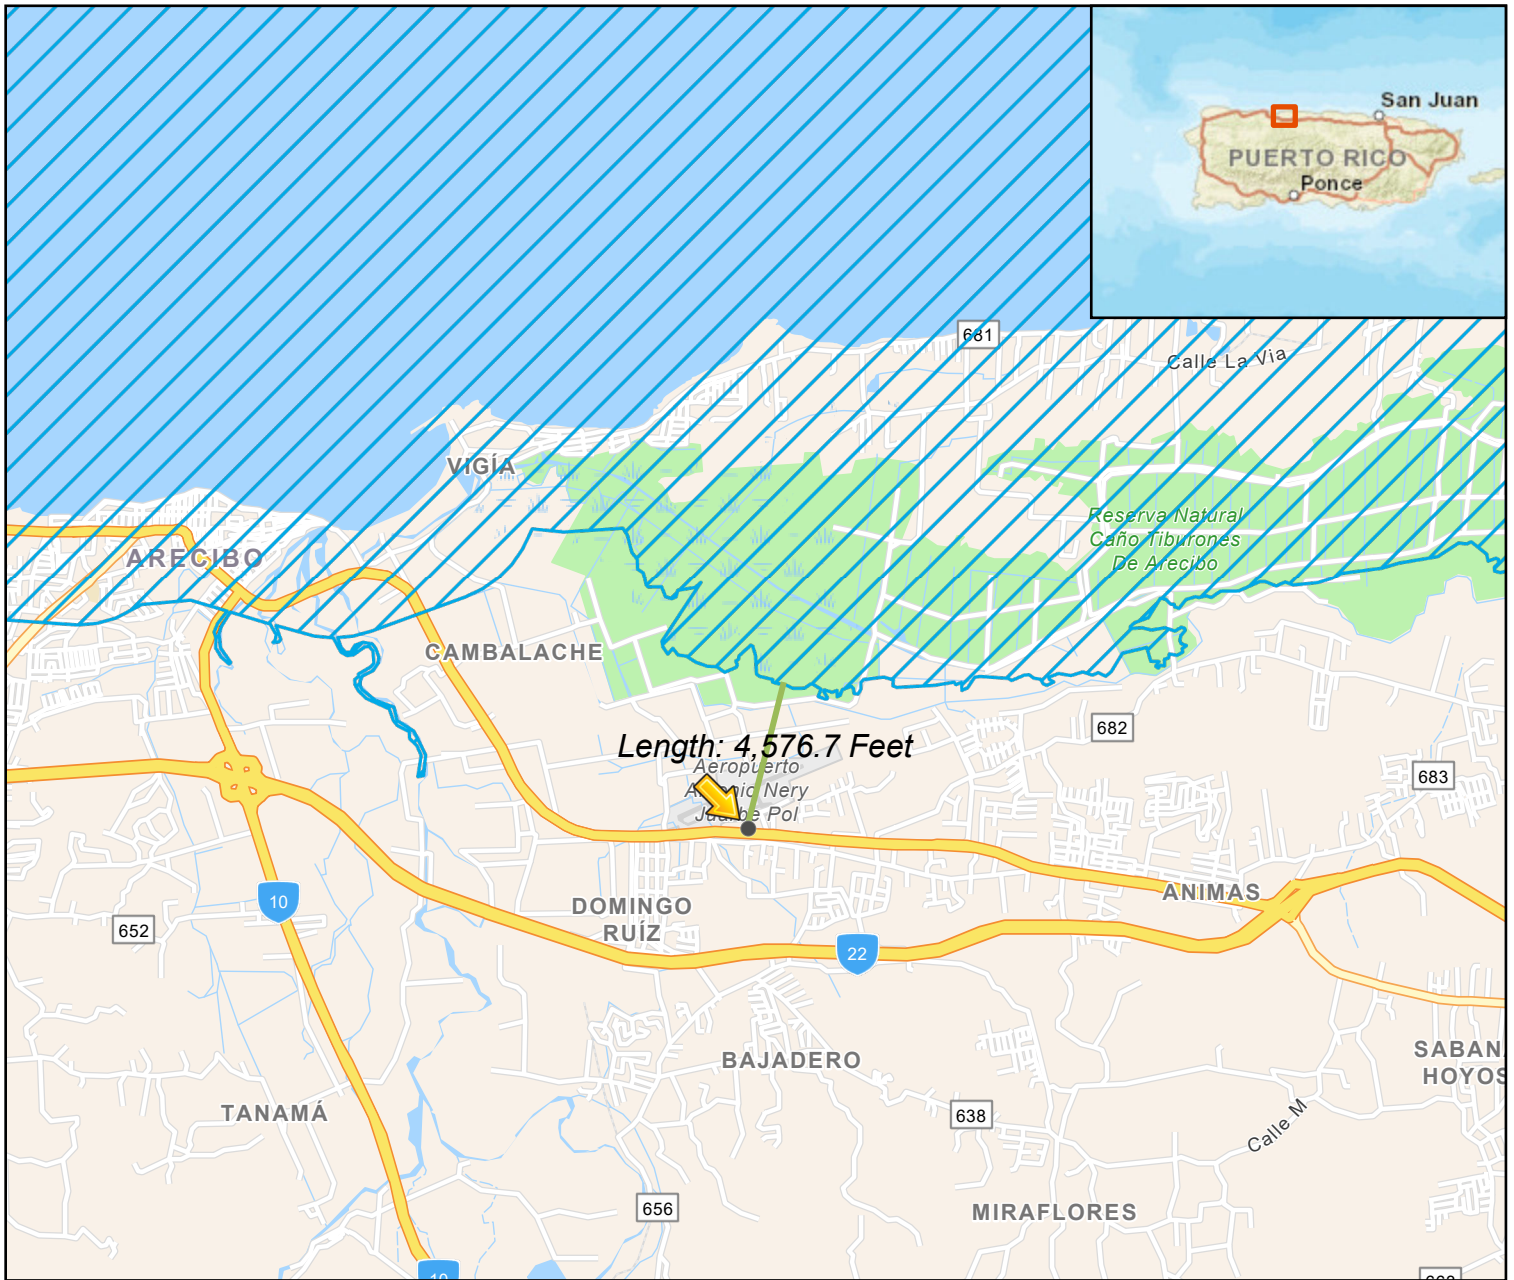 San Juan
PUERTO RICO
Ponce
681
Calle La Via
VIGÍA
Reserva Natural
Caño Tiburones
De Arecibo
ARECIBO
CAMBALACHE
682
Length: 4,576.7 Feet
Aeropuerto
Nery
Pol
683
ANIMAS
10
652
DOMINGO
RUÍZ
22
BAJADERO
SABAN
HOYOS
TANAMÁ
638
Calle M
656
MIRAFLORES
10